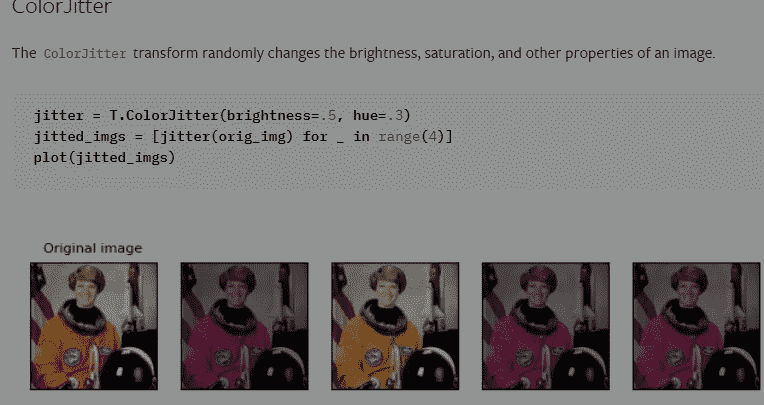 ColorJitter
The ColorJitter transform randomly changes the brightness, saturation, and other properties of an image.
jitter = T.ColorJitter(brightness=.5, hue=.3)
jitted_imgs = [jitter(orig_img) for _ in range(4)]
plot(jitted_imgs)
Original image